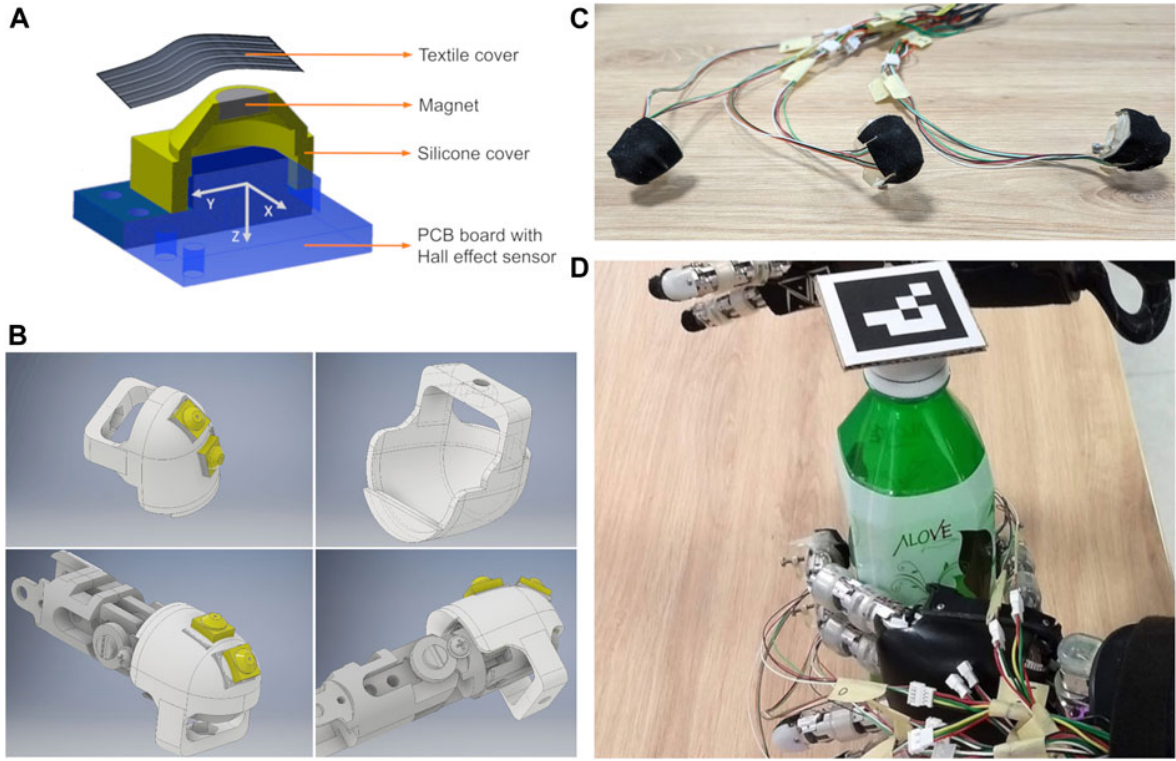 A
Textile cover
Magnet
Silicone cover
Y
X
Z
PCB board with
Hall effect sensor
B
C
D
ALOVE